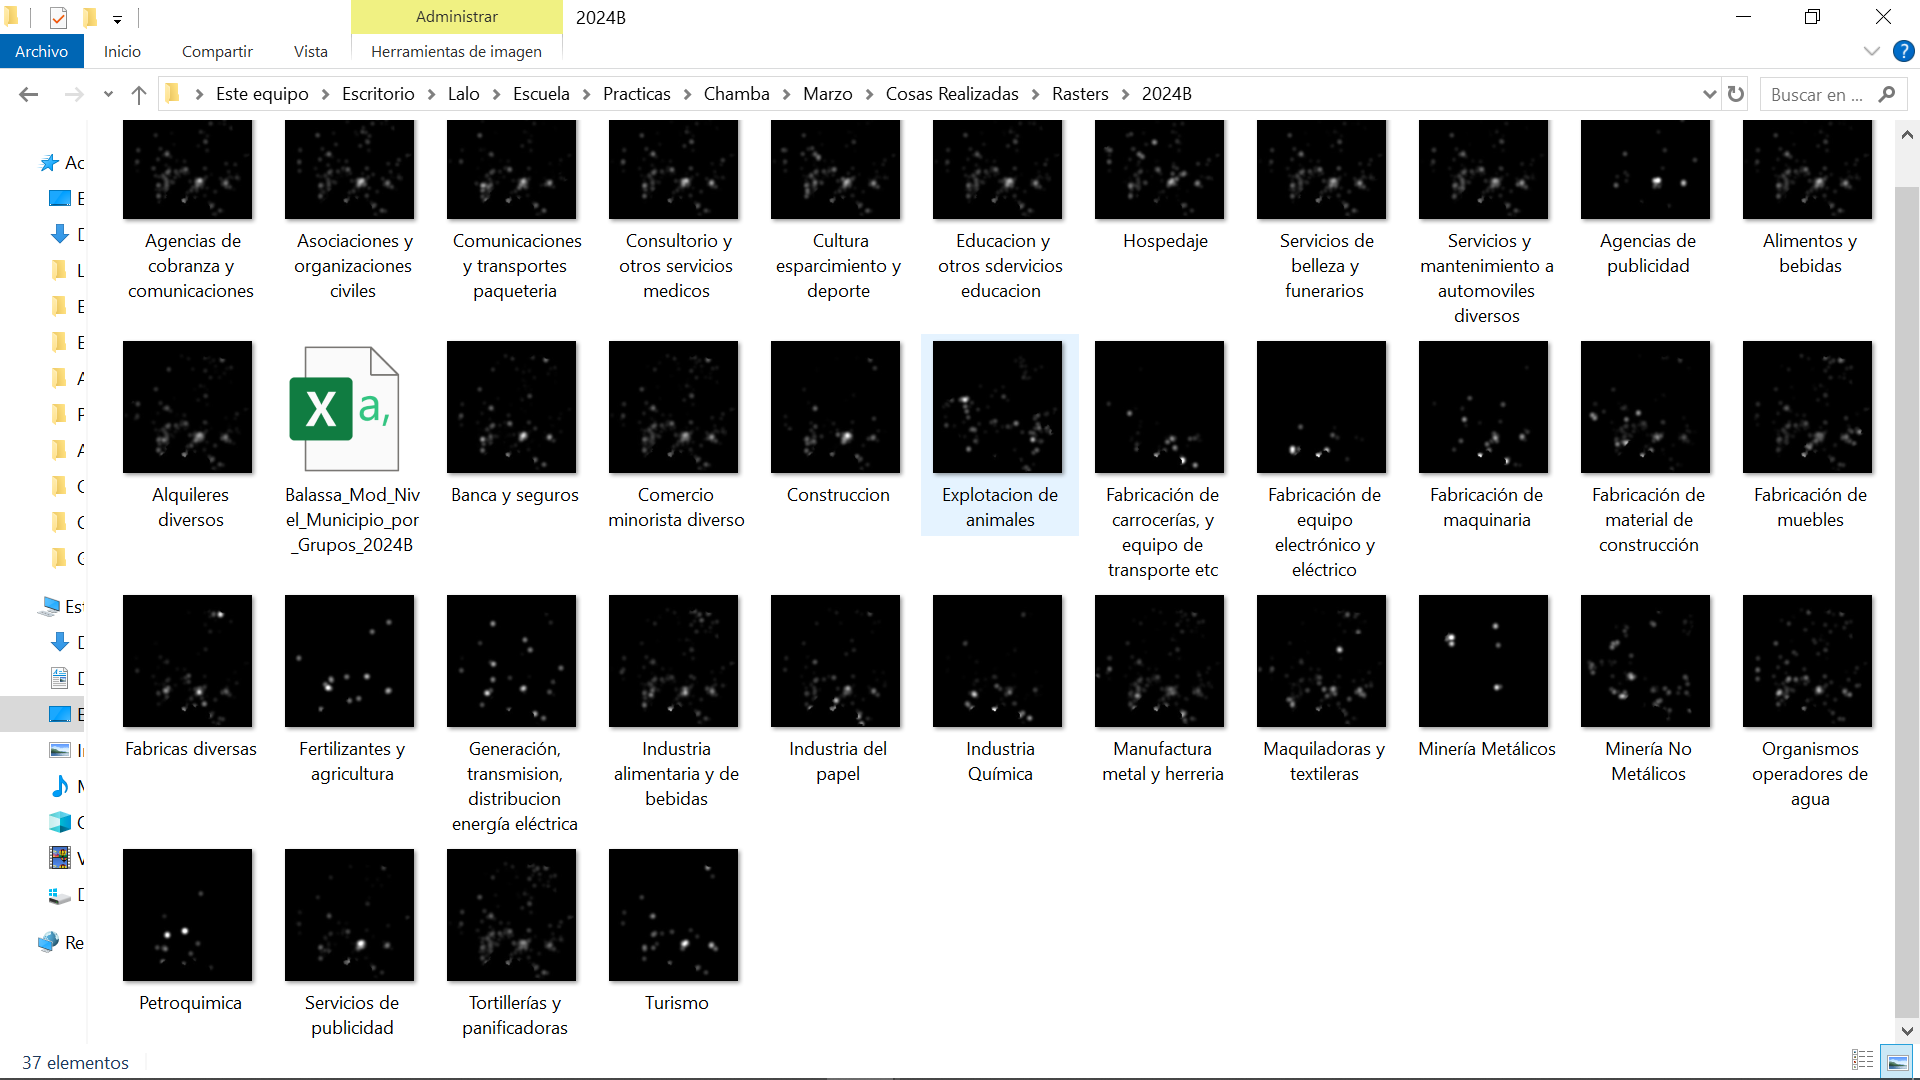 Administrar
2024B
Archivo
Inicio
Compartir
Vista
Herramientas de imagen
Este equipo
Escritorio
Lalo
Escuela
Practicas
Chamba
Marzo
Cosas Realizadas
Rasters
2024B
Buscar en ...
Agencias de
cobranza y
comunicaciones
Asociaciones y
organizaciones
civiles
Comunicaciones
y transportes
paqueteria
Consultorio y
otros servicios
medicos
Cultura
esparcimiento y
deporte
Educacion y
otros sdervicios
educacion
Hospedaje
Servicios de
belleza y
funerarios
Servicios y
mantenimiento a
automoviles
diversos
Agencias de
publicidad
Alimentos y
bebidas
Alquileres
diversos
Balassa_Mod_Niv
el_Municipio_por
_Grupos_2024B
Banca y seguros
Comercio
minorista diverso
Construccion
Explotacion de
animales
Fabricación de
carrocerías, y
equipo de
transporte etc
Fabricación de
equipo
electrónico y
eléctrico
Fabricación de
maquinaria
Fabricación de
material de
construcción
Fabricación de
muebles
Fabricas diversas
Fertilizantes y
agricultura
Generación,
transmision,
distribucion
energía eléctrica
Industria
alimentaria y de
bebidas
Industria del
papel
Industria
Química
Manufactura
metal y herreria
Maquiladoras y
textileras
Minería Metálicos
Minería No
Metálicos
Organismos
operadores de
agua
Petroquimica
Servicios de
publicidad
Tortillerías y
panificadoras
Turismo
37 elementos